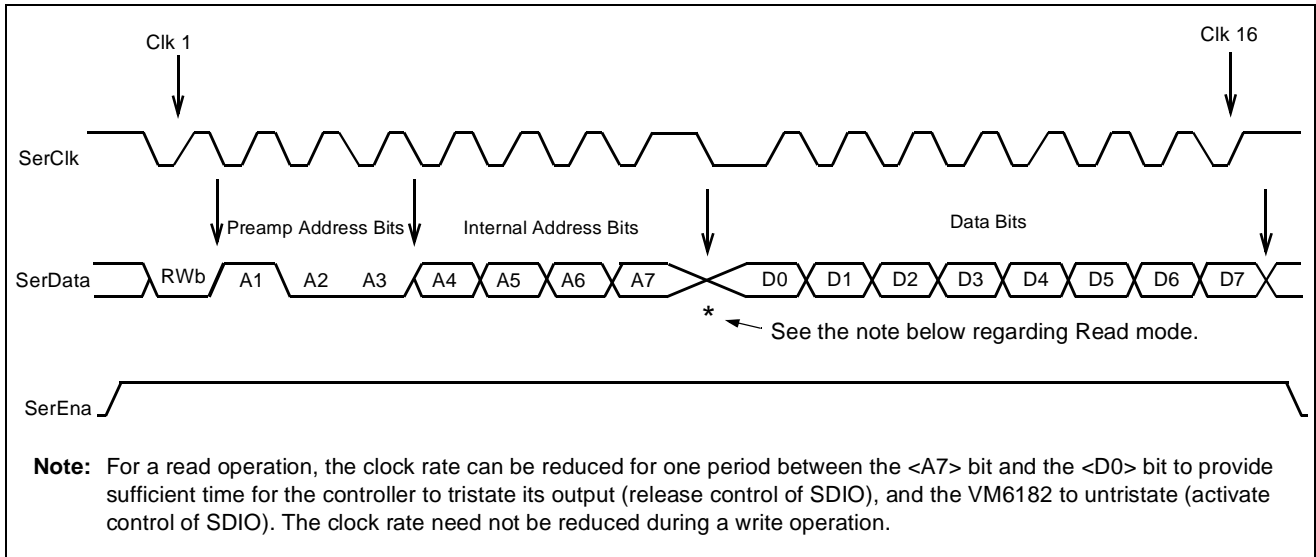 Clk 1
Clk 16
SerClk
Preamp Address Bits
Internal Address Bits
Data Bits
SerData
RWb A1 A2 A3 A4 A5 A6 A7 D0 D1 D2 D3 D4 D5 D6 D7
* See the note below regarding Read mode.
SerEna
Note: For a read operation, the clock rate can be reduced for one period between the <A7> bit and the <D0> bit to provide
sufficient time for the controller to tristate its output (release control of SDIO), and the VM6182 to untristate (activate
control of SDIO). The clock rate need not be reduced during a write operation.